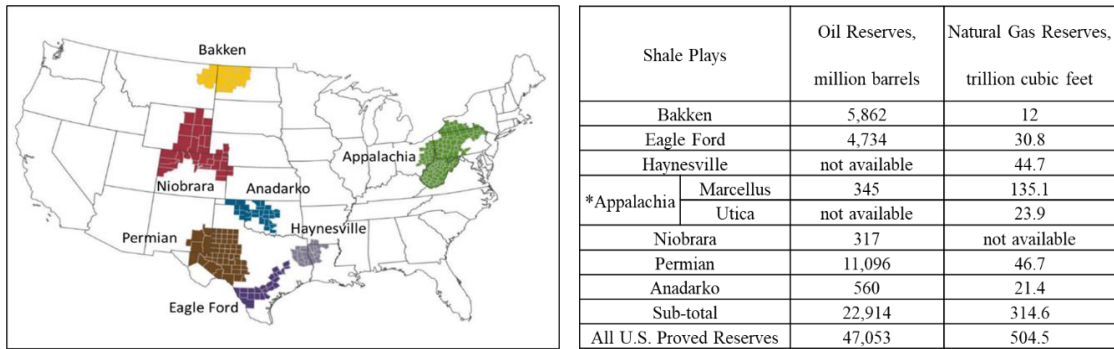 Bakken
Appalachia
Niobrara
Anadarko
Haynesville
Permian
Eagle Ford
Shale Plays
Oil Reserves,
million barrels
Natural Gas Reserves,
trillion cubic feet
Bakken 5,862 12
Eagle Ford 4,734 30.8
Haynesville not available 44.7
*Appalachia
Marcellus 345 135.1
Utica not available 23.9
Niobrara 317 not available
Permian 11,096 46.7
Anadarko 560 21.4
Sub-total 22,914 314.6
All U.S. Proved Reserves 47,053 504.5